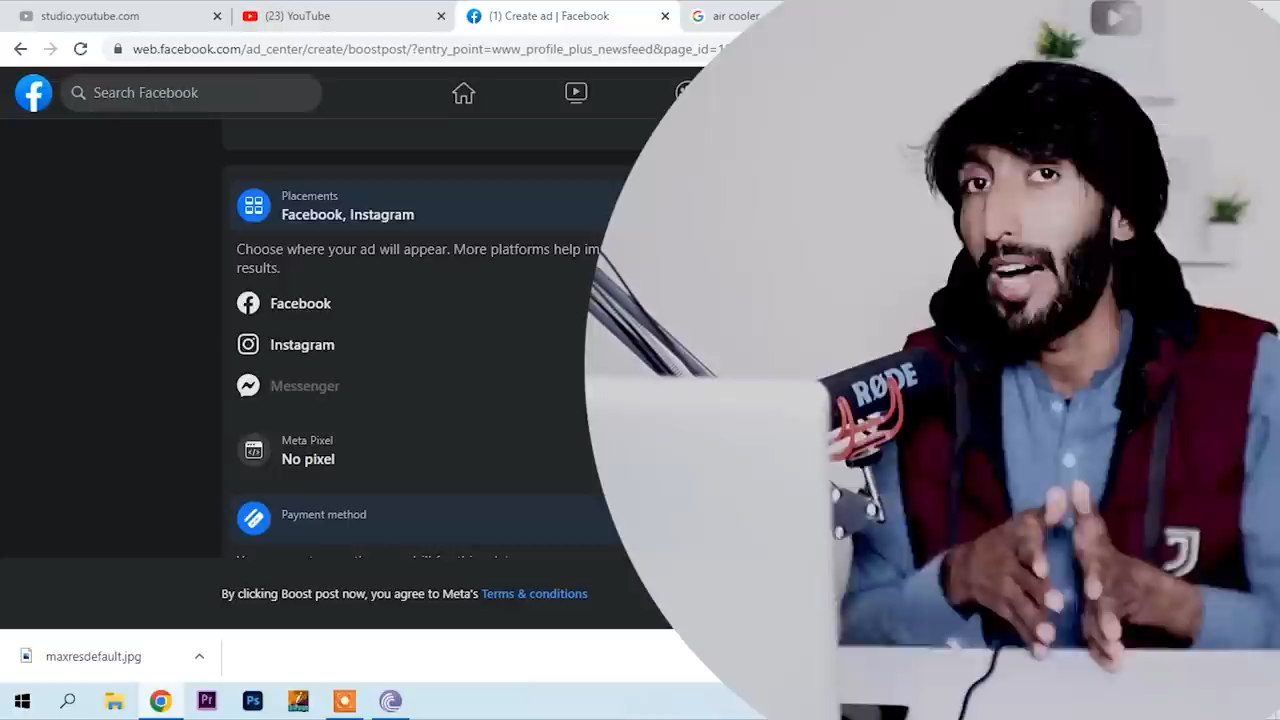 studio.youtube.com
(23) YouTube
(1) Create ad | Facebook
air cooler
web.facebook.com/ad_center/create/boostpost/?entry_point=www_profile_plus_newsfeed&page_id=1
Search Facebook
Placements
Facebook, Instagram
Choose where your ad will appear. More platforms help im
results.
Facebook
Instagram
Messenger
Meta Pixel
No pixel
Payment method
By clicking Boost post now, you agree to Meta's Terms & conditions
RØDE
maxresdefault.jpg
Pr
Ps